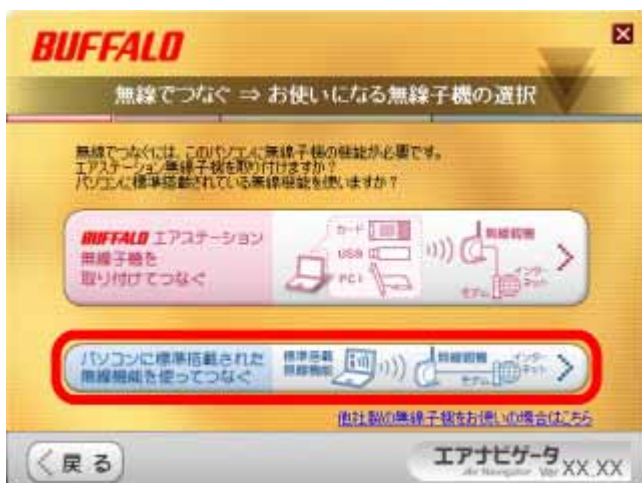 BUFFALO
無線でつなぐ ⇒ お使いになる無線子機の選択
無線でつなぐには、このパソコンに無線子機の機能が必要です。
エアステーション無線子機を取り付けますか?
パソコンに標準搭載されている無線機能を使いますか?
BUFFALO エアステーション
無線子機を
取り付けてつなぐ
カード
USB
PCI
無線親機
モデム
インターネット
パソコンに標準搭載された
無線機能を使ってつなぐ
標準搭載
無線機能
無線親機
モデム
インターネット
他社製の無線子機をお使いの場合はこちら
戻る
エアナビゲータ
Air Navigator Ver XX.XX